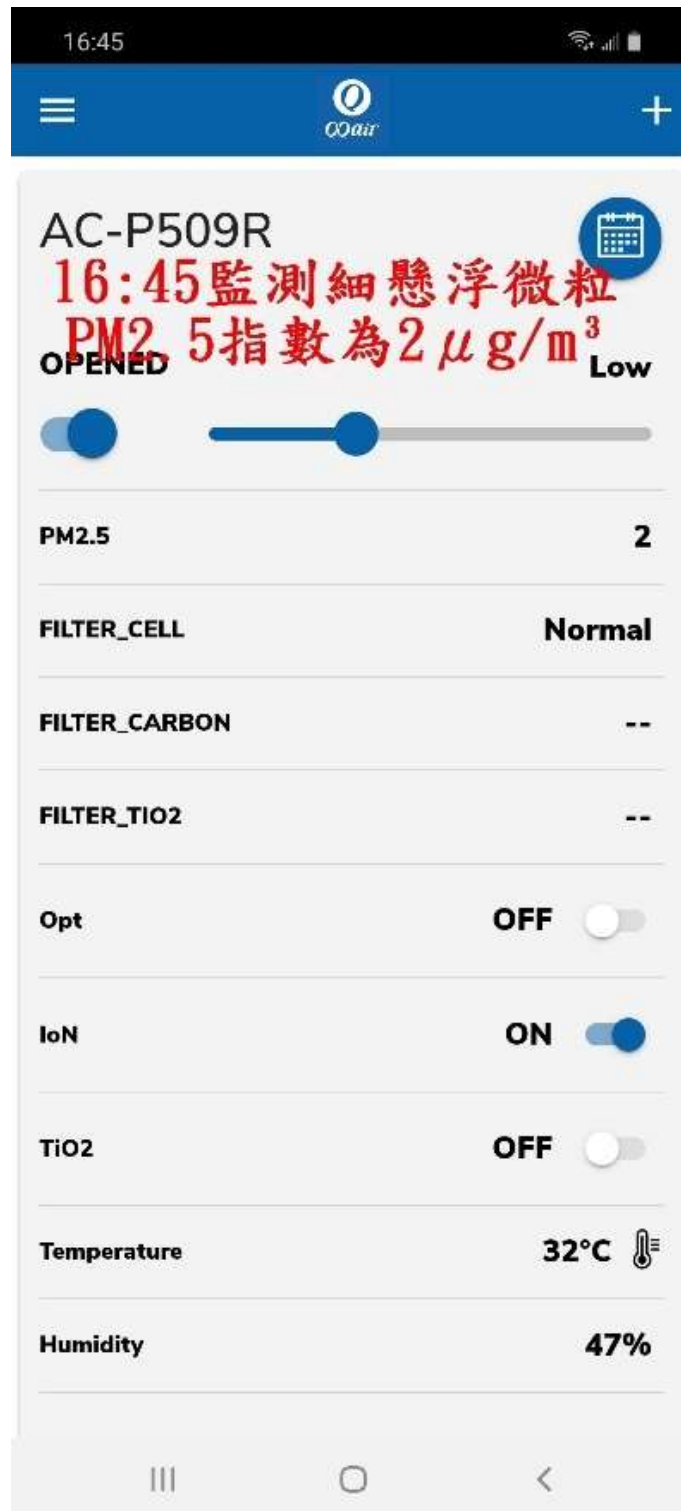 16:45
Qair
AC-P509R
16:45監測細懸浮微粒
PM2.5指數為2μg/m³
OPENED Low
PM2.5 2
FILTER_CELL Normal
FILTER_CARBON --
FILTER_TIO2 --
Opt OFF
IoN ON
TiO2 OFF
Temperature 32°C
Humidity 47%